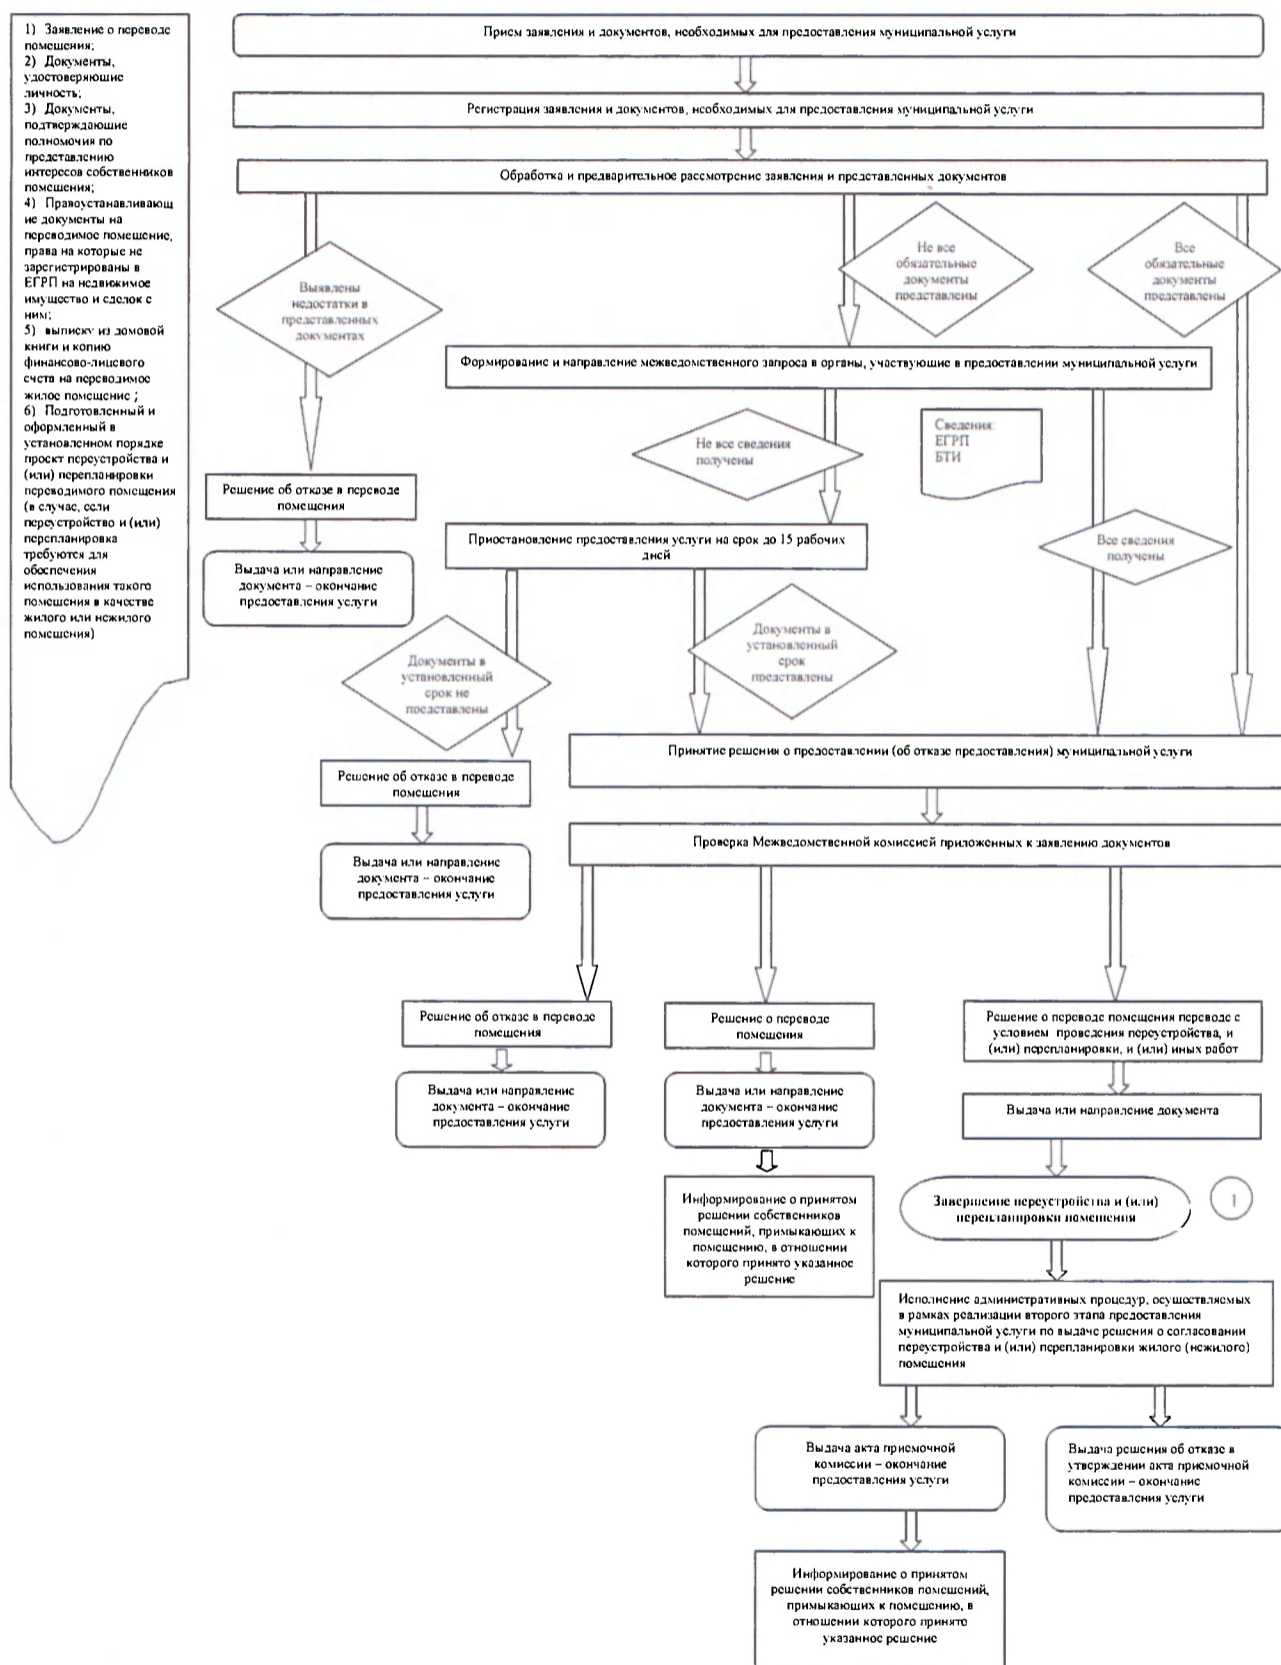 1) Заявление о переводе
помещения;
2) Документы,
удостоверяющие
личность;
3) Документы,
подтверждающие
полномочия по
представлению
интересов собственников
помещения;
4) Правоустанавливающ
ие документы на
переводимое помещение,
права на которые не
зарегистрированы в
ЕГРП на недвижимое
имущество и сделок с
ним;
5) выписку из домовой
книги и копию
финансово-лицевого
счета на переводимое
жилое помещение ;
6) Подготовленный и
оформленный в
установленном порядке
проект переустройства и
(или) перепланировки
переводимого помещения
(в случае, если
переустройство и (или)
перепланировка
требуются для
обеспечения
использования такого
помещения в качестве
жилого или нежилого
помещения)
Прием заявления и документов, необходимых для предоставления муниципальной услуги
Регистрация заявления и документов, необходимых для предоставления муниципальной услуги
Обработка и предварительное рассмотрение заявления и представленных документов
Выявлены
недостатки в
представленных
документах
Не все
обязательные
документы
представлены
Все
обязательные
документы
представлены
Формирование и направление межведомственного запроса в органы, участвующие в предоставлении муниципальной услуги
Не все сведения
получены
Сведения:
ЕГРП
БТИ
Все сведения
получены
Решение об отказе в переводе
помещения
Выдача или направление
документа – окончание
предоставления услуги
Приостановление предоставления услуги на срок до 15 рабочих
дней
Документы в
установленный
срок не
представлены
Документы в
установленный
срок
представлены
Решение об отказе в переводе
помещения
Выдача или направление
документа – окончание
предоставления услуги
Принятие решения о предоставлении (об отказе предоставления) муниципальной услуги
Проверка Межведомственной комиссией приложенных к заявлению документов
Решение об отказе в переводе
помещения
Выдача или направление
документа – окончание
предоставления услуги
Решение о переводе
помещения
Выдача или направление
документа – окончание
предоставления услуги
Информирование о принятом
решении собственников
помещений, примыкающих к
помещению, в отношении
которого принято указанное
решение
Решение о переводе помещения переводе с
условием проведения переустройства, и
(или) перепланировки, и (или) иных работ
Выдача или направление документа
Завершение переустройства и (или)
перепланировки помещения
1
Исполнение административных процедур, осуществляемых
в рамках реализации второго этапа предоставления
муниципальной услуги по выдаче решения о согласовании
переустройства и (или) перепланировки жилого (нежилого)
помещения
Выдача акта приемочной
комиссии – окончание
предоставления услуги
Выдача решения об отказе в
утверждении акта приемочной
комиссии – окончание
предоставления услуги
Информирование о принятом
решении собственников помещений,
примыкающих к помещению, в
отношении которого принято
указанное решение